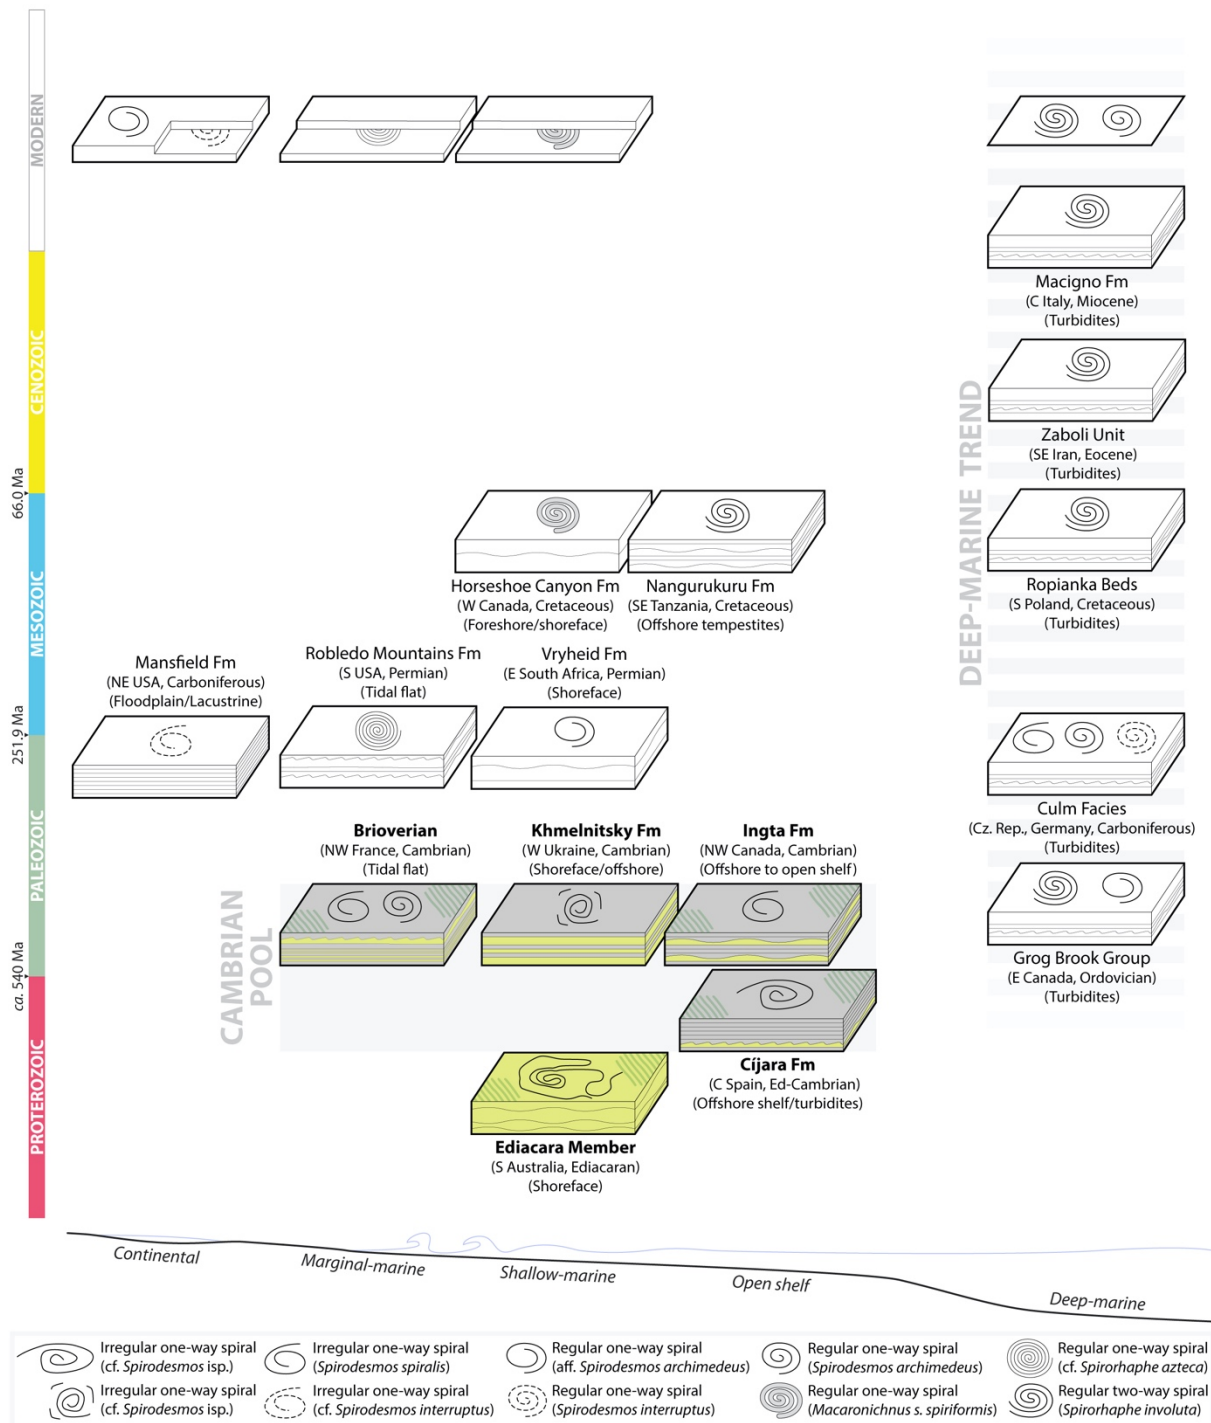 MODERN
CENOZOIC
66.0 Ma
MESOZOIC
251.9 Ma
PALEOZOIC
ca. 540 Ma
PROTEROZOIC
DEEP-MARINE TREND
Macigno Fm
(C Italy, Miocene)
(Turbidites)
Zaboli Unit
(SE Iran, Eocene)
(Turbidites)
Horseshoe Canyon Fm
(W Canada, Cretaceous)
(Foreshore/shoreface)
Nangurukuru Fm
(SE Tanzania, Cretaceous)
(Offshore tempestites)
Ropianka Beds
(S Poland, Cretaceous)
(Turbidites)
Mansfield Fm
(NE USA, Carboniferous)
(Floodplain/Lacustrine)
Robledo Mountains Fm
(S USA, Permian)
(Tidal flat)
Vryheid Fm
(E South Africa, Permian)
(Shoreface)
Culm Facies
(Cz. Rep., Germany, Carboniferous)
(Turbidites)
CAMBRIAN
POOL
Brioverian
(NW France, Cambrian)
(Tidal flat)
Khmelnitsky Fm
(W Ukraine, Cambrian)
(Shoreface/offshore)
Ingta Fm
(NW Canada, Cambrian)
(Offshore to open shelf)
Grog Brook Group
(E Canada, Ordovician)
(Turbidites)
Cíjara Fm
(C Spain, Ed-Cambrian)
(Offshore shelf/turbidites)
Ediacara Member
(S Australia, Ediacaran)
(Shoreface)
Continental
Marginal-marine
Shallow-marine
Open shelf
Deep-marine
Irregular one-way spiral
(cf. Spirodesmos isp.)
Irregular one-way spiral
(Spirodesmos spiralis)
Regular one-way spiral
(aff. Spirodesmos archimedeus)
Regular one-way spiral
(Spirodesmos archimedeus)
Regular one-way spiral
(cf. Spirorhaphe azteca)
Irregular one-way spiral
(cf. Spirodesmos isp.)
Irregular one-way spiral
(cf. Spirodesmos interruptus)
Regular one-way spiral
(Spirodesmos interruptus)
Regular one-way spiral
(Macaronichnus s. spiriformis)
Regular two-way spiral
(Spirorhaphe involuta)